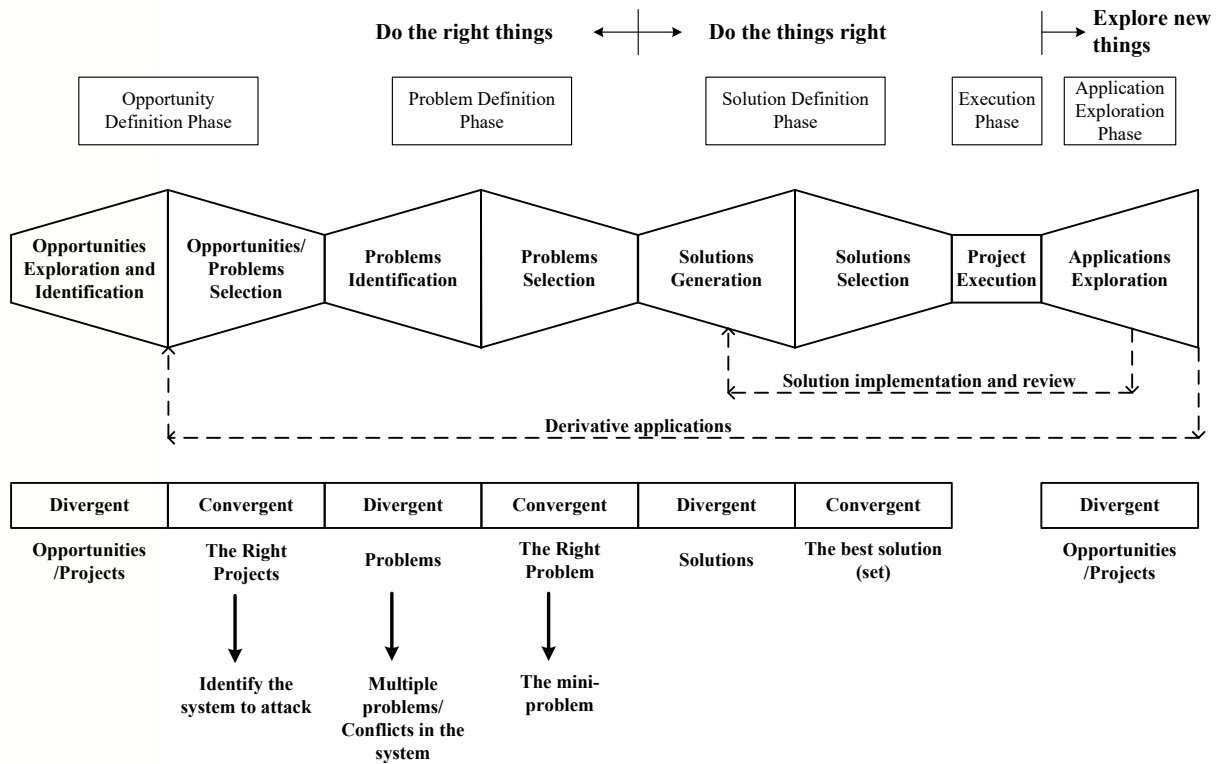 Do the right things
Do the things right
Explore new
things
Opportunity
Definition Phase
Problem Definition
Phase
Solution Definition
Phase
Execution
Phase
Application
Exploration
Phase
Opportunities
Exploration and
Identification
Opportunities/
Problems
Selection
Problems
Identification
Problems
Selection
Solutions
Generation
Solutions
Selection
Project
Execution
Applications
Exploration
Solution implementation and review
Derivative applications
Divergent
Convergent
Divergent
Convergent
Divergent
Convergent
Divergent
Opportunities
/Projects
The Right
Projects
Problems
The Right
Problem
Solutions
The best solution
(set)
Opportunities
/Projects
Identify the
system to attack
Multiple
problems/
Conflicts in the
system
The mini-
problem